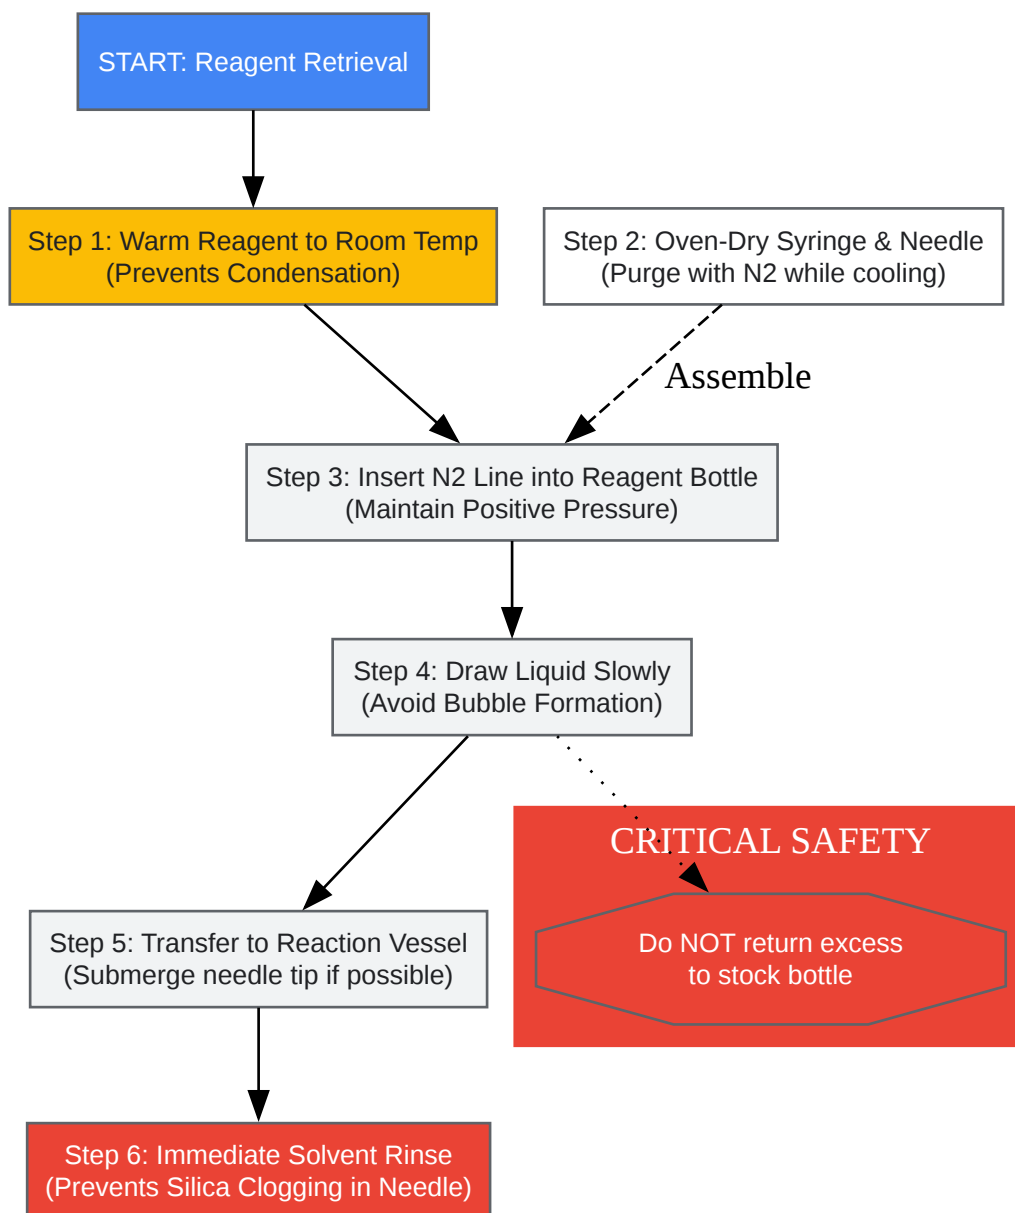 START: Reagent Retrieval
Step 1: Warm Reagent to Room Temp
(Prevents Condensation)
Step 2: Oven-Dry Syringe & Needle
(Purge with N2 while cooling)
Assemble
Step 3: Insert N2 Line into Reagent Bottle
(Maintain Positive Pressure)
Step 4: Draw Liquid Slowly
(Avoid Bubble Formation)
CRITICAL SAFETY
Do NOT return excess
to stock bottle
Step 5: Transfer to Reaction Vessel
(Submerge needle tip if possible)
Step 6: Immediate Solvent Rinse
(Prevents Silica Clogging in Needle)